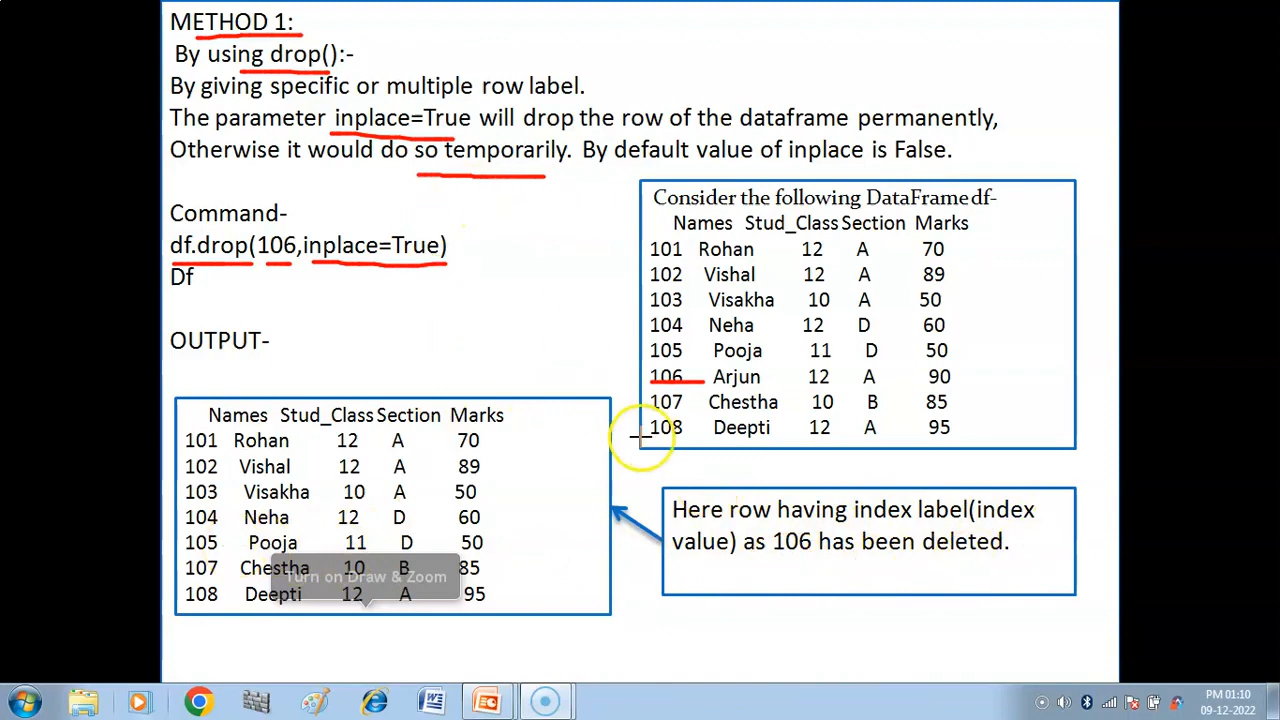 METHOD 1:
By using drop():-
By giving specific or multiple row label.
The parameter inplace=True will drop the row of the dataframe permanently,
Otherwise it would do so temporarily. By default value of inplace is False.
Command-
df.drop(106,inplace=True)
Df
OUTPUT-
Names Stud_Class Section Marks
101 Rohan 12 A 70
102 Vishal 12 A 89
103 Visakha 10 A 50
104 Neha 12 D 60
105 Pooja 11 D 50
107 Chestha 10 B 85
108 Deepti 12 A 95
Turn on Draw & Zoom
Consider the following DataFrame df-
Names Stud_Class Section Marks
101 Rohan 12 A 70
102 Vishal 12 A 89
103 Visakha 10 A 50
104 Neha 12 D 60
105 Pooja 11 D 50
106 Arjun 12 A 90
107 Chestha 10 B 85
108 Deepti 12 A 95
Here row having index label(index
value) as 106 has been deleted.
PM 01:10
09-12-2022